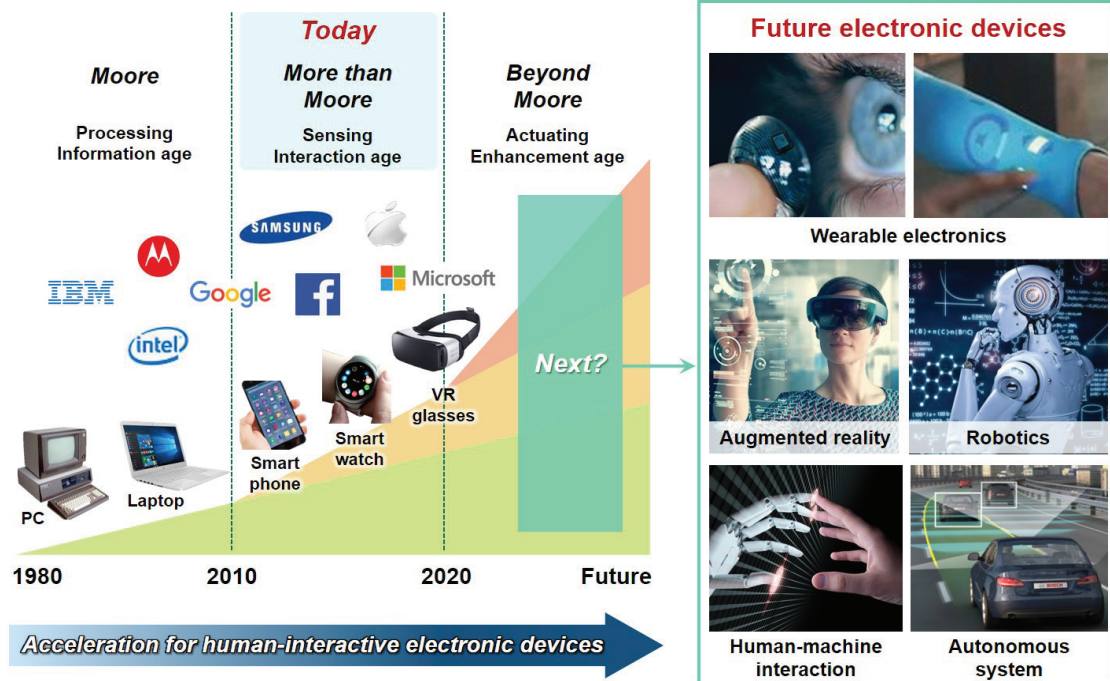 Today
Moore
More than
Moore
Beyond
Moore
Processing
Information age
Sensing
Interaction age
Actuating
Enhancement age
SAMSUNG
IBM
Google
f
Microsoft
intel
Next?
VR
glasses
Smart
watch
Smart
phone
Laptop
PC
1980
2010
2020
Future
Acceleration for human-interactive electronic devices
Future electronic devices
Wearable electronics
Augmented reality
Robotics
Human-machine
interaction
Autonomous
system